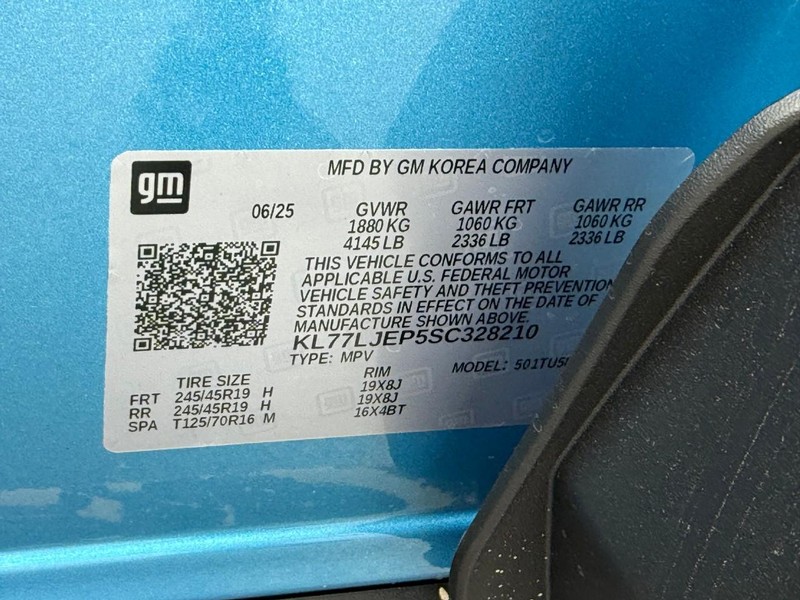 gm
MFD BY GM KOREA COMPANY
06/25 GVWR GAWR FRT GAWR RR
1880 KG 1060 KG 1060 KG
4145 LB 2336 LB 2336 LB
THIS VEHICLE CONFORMS TO ALL
APPLICABLE U.S. FEDERAL MOTOR
VEHICLE SAFETY AND THEFT PREVENTION
STANDARDS IN EFFECT ON THE DATE OF
MANUFACTURE SHOWN ABOVE.
KL77LJEP5SC328210
TYPE: MPV MODEL: 501TU5
TIRE SIZE RIM
FRT 245/45R19 H 19X8J
RR 245/45R19 H 19X8J
SPA T125/70R16 M 16X4BT